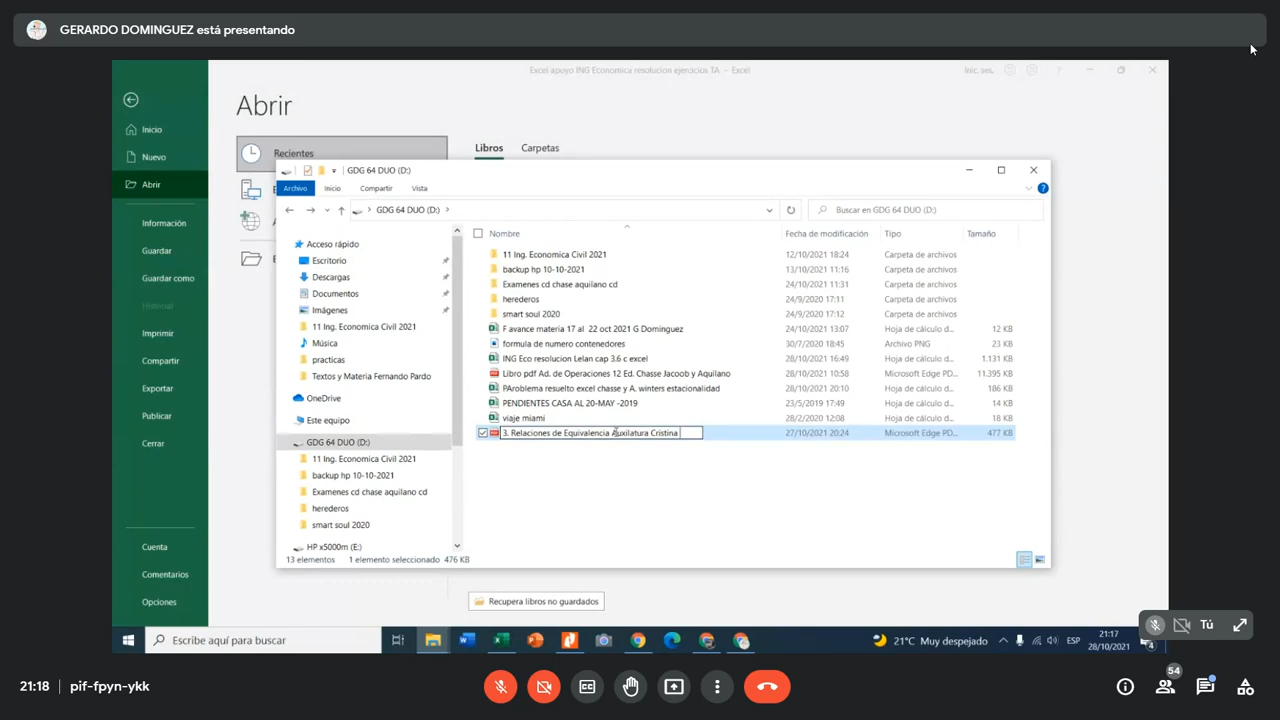 GERARDO DOMINGUEZ está presentando
Excel apoyo ING Economica resolucion ejercicios TA - Excel
Inic. ses.
?
Abrir
Inicio
Nuevo
Abrir
Información
Guardar
Guardar como
Historial
Imprimir
Compartir
Exportar
Publicar
Cerrar
Cuenta
Comentarios
Opciones
Recientes
Libros
Carpetas
GDG 64 DUO (D:)
Archivo
Inicio
Compartir
Vista
GDG 64 DUO (D:)
Buscar en GDG 64 DUO (D:)
Acceso rápido
Escritorio
Descargas
Documentos
Imágenes
11 Ing. Economica Civil 2021
Música
practicas
Textos y Materia Fernando Pardo
OneDrive
Este equipo
GDG 64 DUO (D:)
11 Ing. Economica Civil 2021
backup hp 10-10-2021
Examenes cd chase aquilano cd
herederos
smart soul 2020
HP x5000m (E:)
Nombre Fecha de modificación Tipo Tamaño
11 Ing. Economica Civil 2021 12/10/2021 18:24 Carpeta de archivos
backup hp 10-10-2021 13/10/2021 11:16 Carpeta de archivos
Examenes cd chase aquilano cd 24/10/2021 11:31 Carpeta de archivos
herederos 24/9/2020 17:11 Carpeta de archivos
smart soul 2020 24/9/2020 17:12 Carpeta de archivos
F avance materia 17 al 22 oct 2021 G Dominguez 24/10/2021 13:07 Hoja de cálculo d... 12 KB
formula de numero contenedores 30/7/2020 18:45 Archivo PNG 23 KB
ING Eco resolucion Lelan cap 3.6 c excel 28/10/2021 16:49 Hoja de cálculo d... 1.131 KB
Libro pdf Ad. de Operaciones 12 Ed. Chasse Jacoob y Aquilano 28/10/2021 10:58 Microsoft Edge PD... 11.395 KB
PAroblema resuelto excel chasse y A. winters estacionalidad 28/10/2021 20:10 Hoja de cálculo d... 186 KB
PENDIENTES CASA AL 20-MAY -2019 23/5/2019 17:49 Hoja de cálculo d... 14 KB
viaje miami 28/2/2020 12:08 Hoja de cálculo d... 18 KB
3. Relaciones de Equivalencia Auxilatura Cristina 27/10/2021 20:24 Microsoft Edge PD... 477 KB
13 elementos 1 elemento seleccionado 476 KB
Recupera libros no guardados
Escribe aquí para buscar
21°C Muy despejado
ESP
21:17
28/10/2021
4
Tú
21:18 | pif-fpyn-ykk
54